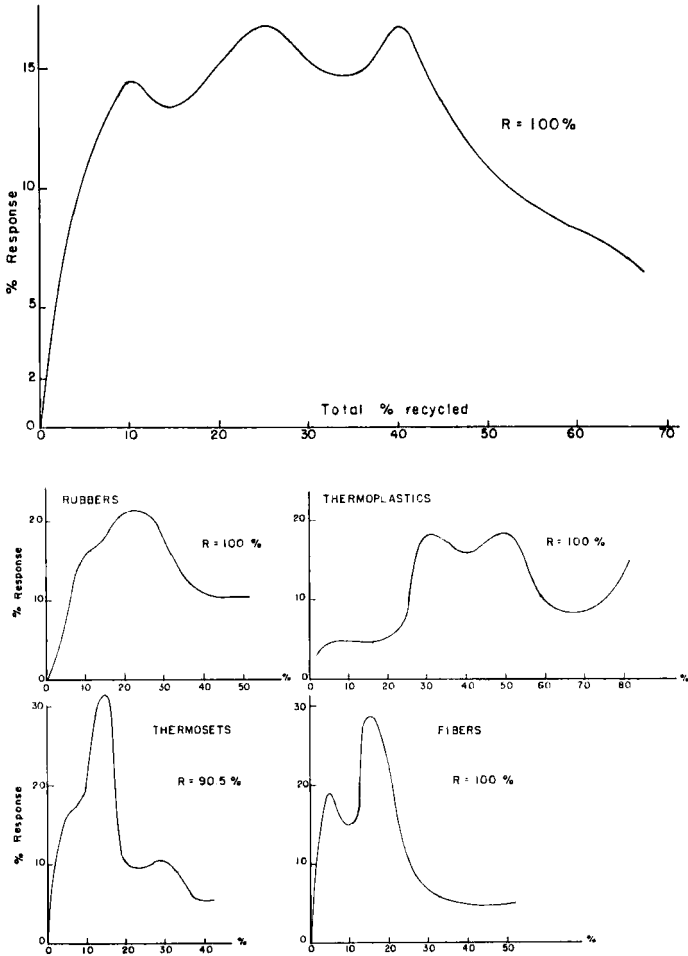 15
R = 100 %
10
% Response
5
2
0
Total % recycled
0 10 20 30 40 50 60 70
RUBBERS
20
R = 100 %
10
% Response
0
0 10 20 30 40 50 %
THERMOPLASTICS
20
R = 100 %
10
0
0 10 20 30 40 50 60 70 80 %
THERMOSETS
30
R = 90.5 %
20
% Response
10
0
0 10 20 30 40 %
FIBERS
30
R = 100 %
20
10
0
0 10 20 30 40 50 %